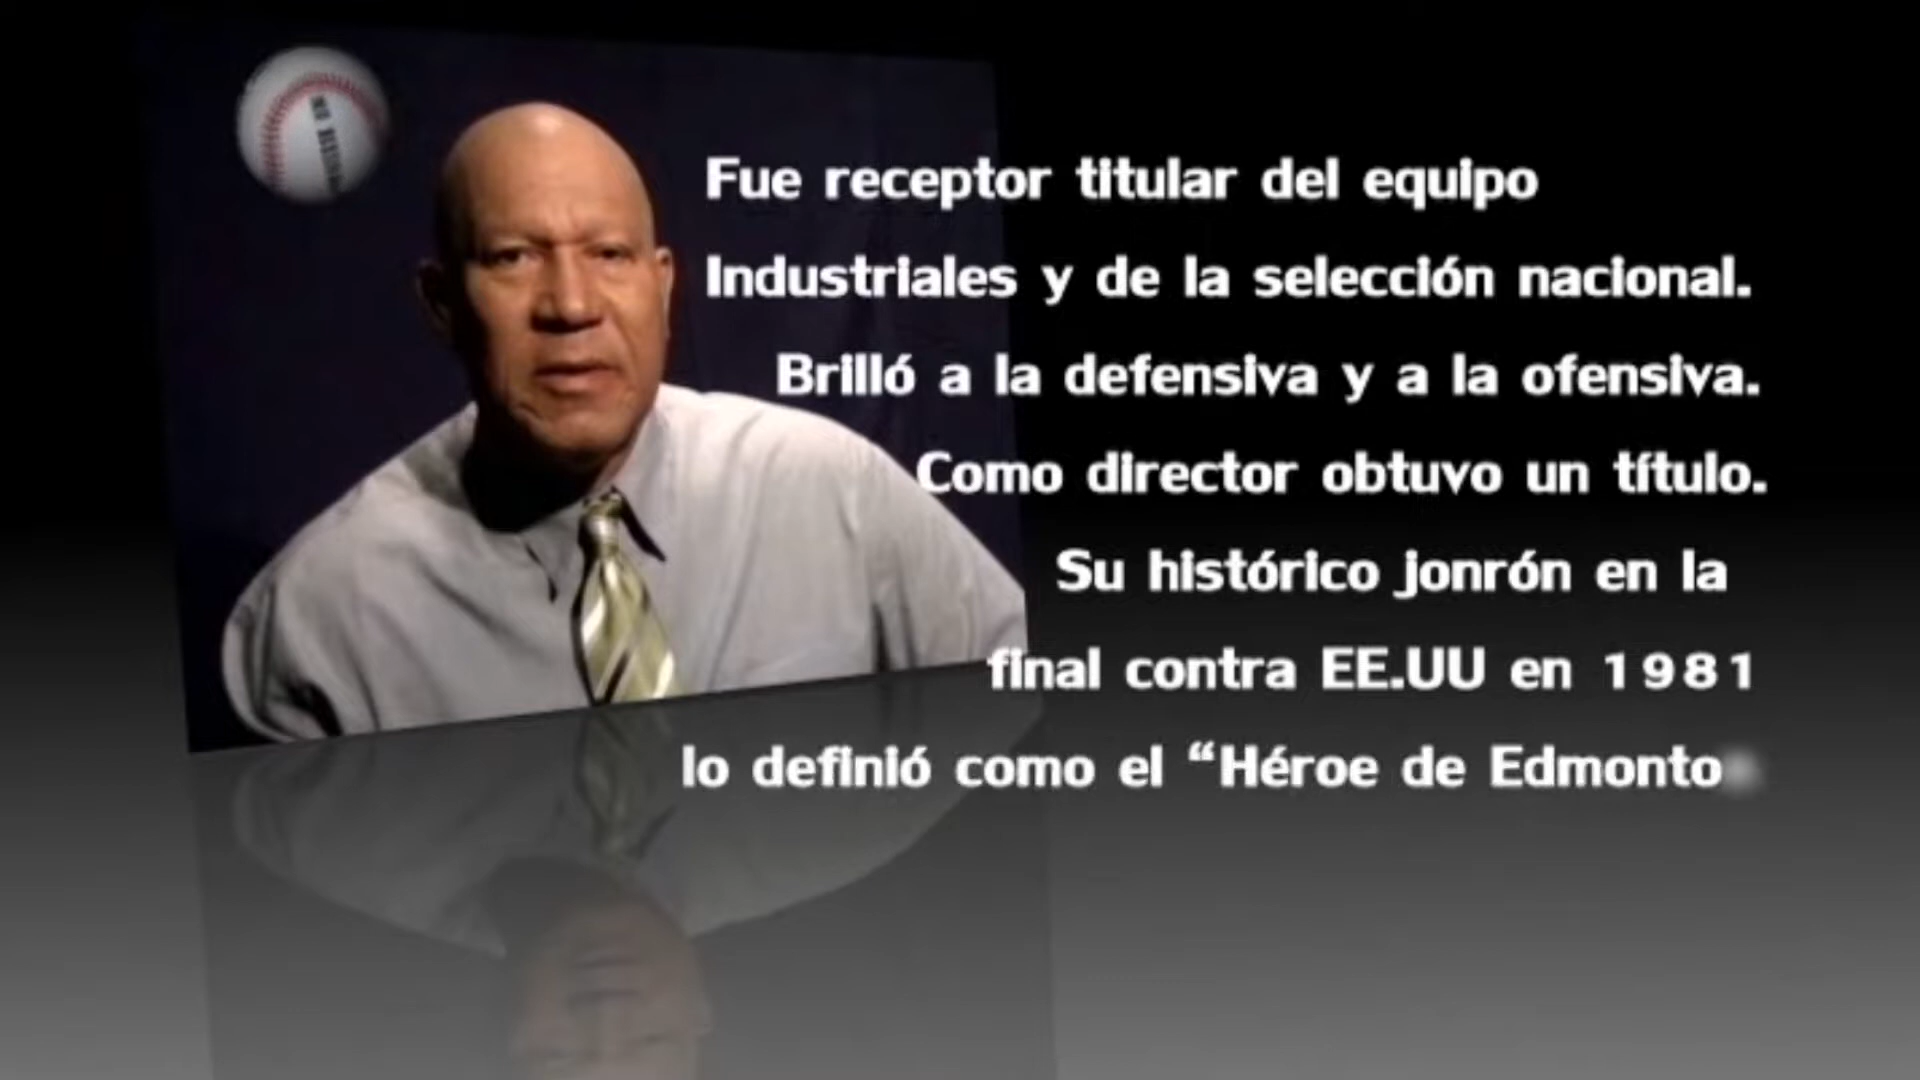 Fue receptor titular del equipo
Industriales y de la selección nacional.
Brilló a la defensiva y a la ofensiva.
Como director obtuvo un título.
Su histórico jonrón en la
final contra EE.UU en 1981
lo definió como el “Héroe de Edmonto